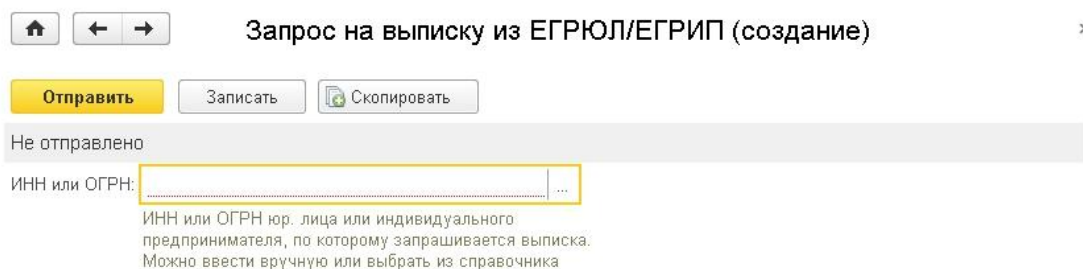 Запрос на выписку из ЕГРЮЛ/ЕГРИП (создание)
Отправить Записать Скопировать
Не отправлено
ИНН или ОГРН: ...
ИНН или ОГРН юр. лица или индивидуального
предпринимателя, по которому запрашивается выписка.
Можно ввести вручную или выбрать из справочника